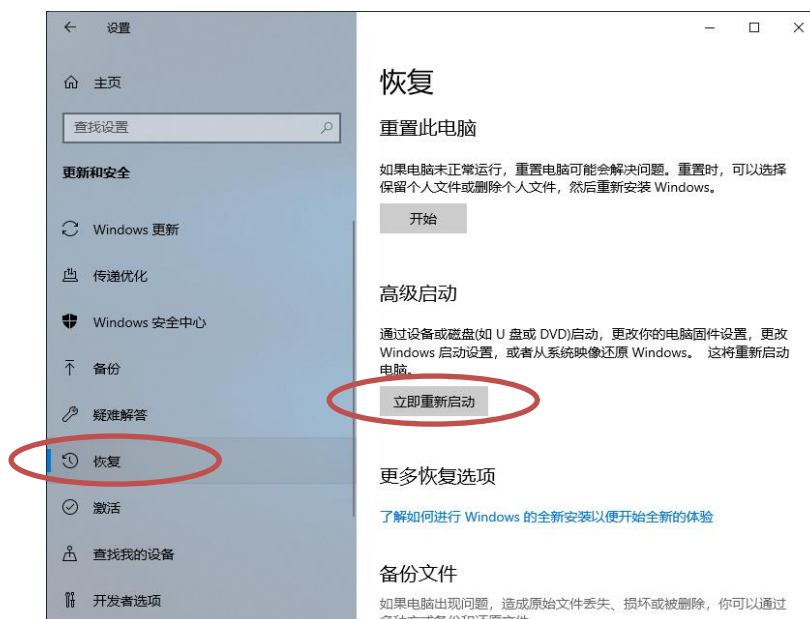 设置
主页
查找设置
更新和安全
Windows 更新
传递优化
Windows 安全中心
备份
疑难解答
恢复
激活
查找我的设备
开发者选项
恢复
重置此电脑
如果电脑未正常运行，重置电脑可能会解决问题。重置时，可以选择
保留个人文件或删除个人文件，然后重新安装 Windows。
开始
高级启动
通过设备或磁盘(如 U 盘或 DVD)启动，更改你的电脑固件设置，更改
Windows 启动设置，或者从系统映像还原 Windows。 这将重新启动
电脑。
立即重新启动
更多恢复选项
了解如何进行 Windows 的全新安装以便开始全新的体验
备份文件
如果电脑出现问题，造成原始文件丢失、损坏或被删除，你可以通过